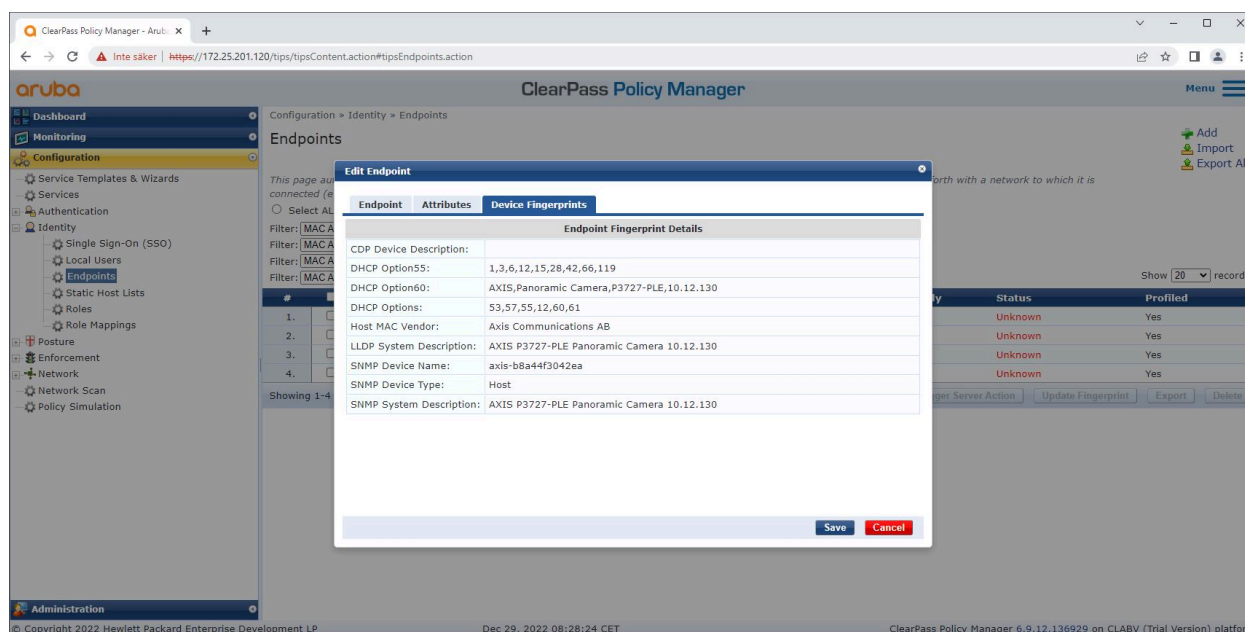 ClearPass Policy Manager - Arub
Inte säker | https://172.25.201.120/tips/tipsContent.action#tipsEndpoints.action
aruba
ClearPass Policy Manager
Menu
Dashboard
Monitoring
Configuration
Service Templates & Wizards
Services
Authentication
Identity
Single Sign-On (SSO)
Local Users
Endpoints
Static Host Lists
Roles
Role Mappings
Posture
Enforcement
Network
Network Scan
Policy Simulation
Administration
Configuration » Identity » Endpoints
Endpoints
Add
Import
Export Al
This page au
orth with a network to which it is
connected (e
Select AL
Filter: MAC A
Filter: MAC A
Filter: MAC A
Filter: MAC A
Show 20 record
# ly Status Profiled
1. Unknown Yes
2. Unknown Yes
3. Unknown Yes
4. Unknown Yes
Showing 1-4
ger Server Action Update Fingerprint Export Delete
Edit Endpoint
Endpoint Attributes Device Fingerprints
Endpoint Fingerprint Details
CDP Device Description:
DHCP Option55: 1,3,6,12,15,28,42,66,119
DHCP Option60: AXIS,Panoramic Camera,P3727-PLE,10.12.130
DHCP Options: 53,57,55,12,60,61
Host MAC Vendor: Axis Communications AB
LLDP System Description: AXIS P3727-PLE Panoramic Camera 10.12.130
SNMP Device Name: axis-b8a44f3042ea
SNMP Device Type: Host
SNMP System Description: AXIS P3727-PLE Panoramic Camera 10.12.130
Save Cancel
© Copyright 2022 Hewlett Packard Enterprise Development LP
Dec 29, 2022 08:28:24 CET
ClearPass Policy Manager 6.9.12.136929 on CLABV (Trial Version) platfor